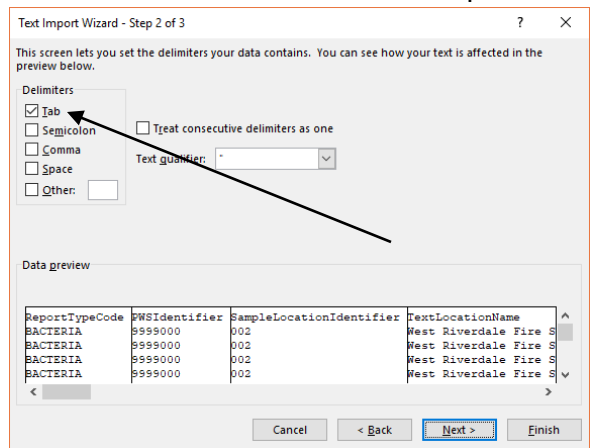 Text Import Wizard - Step 2 of 3 ?
This screen lets you set the delimiters your data contains. You can see how your text is affected in the
preview below.
Delimiters
Tab
Semicolon
Comma
Space
Other:
Treat consecutive delimiters as one
Text qualifier: "
Data preview
ReportTypeCode PWSIdentifier SampleLocationIdentifier TextLocationName
BACTERIA 9999000 002 West Riverdale Fire S
BACTERIA 9999000 002 West Riverdale Fire S
BACTERIA 9999000 002 West Riverdale Fire S
BACTERIA 9999000 002 West Riverdale Fire S
Cancel < Back Next > Finish